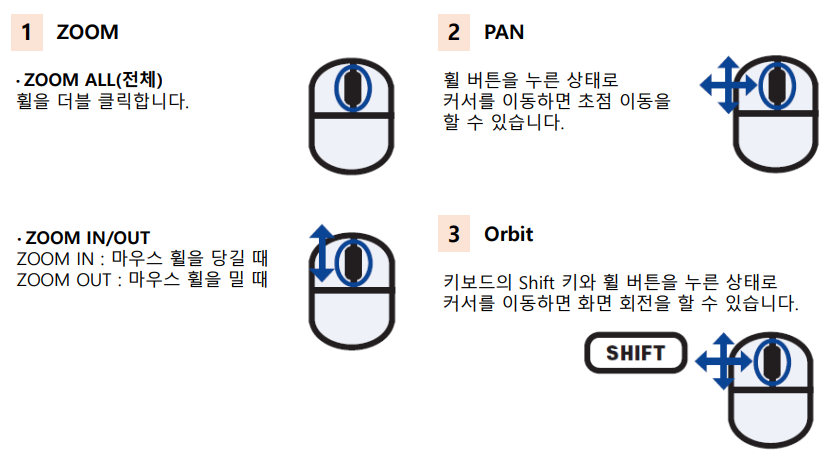 1 ZOOM
· ZOOM ALL(전체)
휠을 더블 클릭합니다.
· ZOOM IN/OUT
ZOOM IN : 마우스 휠을 당길 때
ZOOM OUT : 마우스 휠을 밀 때
2 PAN
휠 버튼을 누른 상태로
커서를 이동하면 초점 이동을
할 수 있습니다.
3 Orbit
키보드의 Shift 키와 휠 버튼을 누른 상태로
커서를 이동하면 화면 회전을 할 수 있습니다.
SHIFT